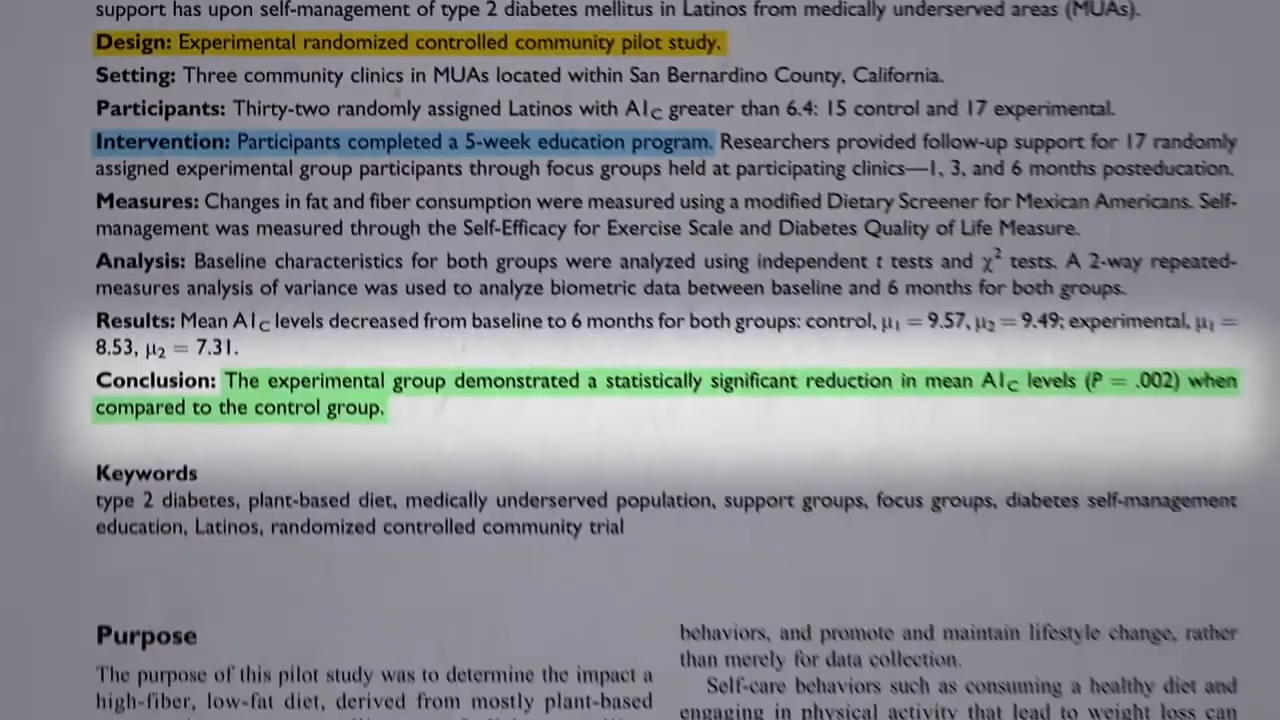 support has upon self-management of type 2 diabetes mellitus in Latinos from medically underserved areas (MUAs).
Design: Experimental randomized controlled community pilot study.
Setting: Three community clinics in MUAs located within San Bernardino County, California.
Participants: Thirty-two randomly assigned Latinos with A1C greater than 6.4: 15 control and 17 experimental.
Intervention: Participants completed a 5-week education program. Researchers provided follow-up support for 17 randomly
assigned experimental group participants through focus groups held at participating clinics—1, 3, and 6 months posteducation.
Measures: Changes in fat and fiber consumption were measured using a modified Dietary Screener for Mexican Americans. Self-
management was measured through the Self-Efficacy for Exercise Scale and Diabetes Quality of Life Measure.
Analysis: Baseline characteristics for both groups were analyzed using independent t tests and χ² tests. A 2-way repeated-
measures analysis of variance was used to analyze biometric data between baseline and 6 months for both groups.
Results: Mean A1C levels decreased from baseline to 6 months for both groups: control, μ₁ = 9.57, μ₂ = 9.49; experimental, μ₁ =
8.53, μ₂ = 7.31.
Conclusion: The experimental group demonstrated a statistically significant reduction in mean A1C levels (P = .002) when
compared to the control group.
Keywords
type 2 diabetes, plant-based diet, medically underserved population, support groups, focus groups, diabetes self-management
education, Latinos, randomized controlled community trial
Purpose
The purpose of this pilot study was to determine the impact a
high-fiber, low-fat diet, derived from mostly plant-based
behaviors, and promote and maintain lifestyle change, rather
than merely for data collection.
Self-care behaviors such as consuming a healthy diet and
engaging in physical activity that lead to weight loss can